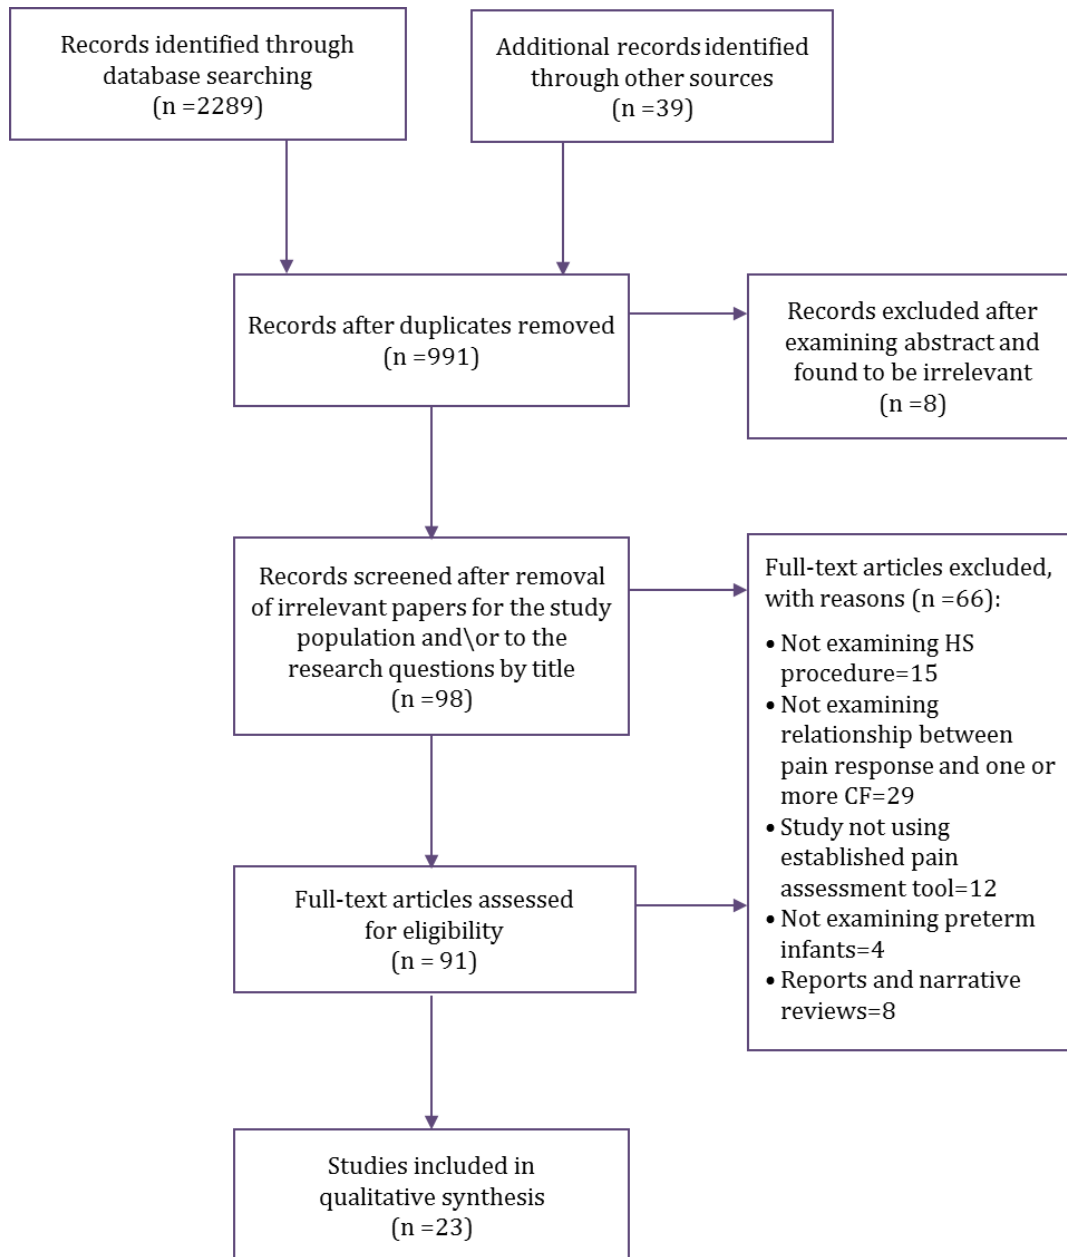 Records identified through
database searching
(n =2289)
Additional records identified
through other sources
(n =39)
Records after duplicates removed
(n =991)
Records excluded after
examining abstract and
found to be irrelevant
(n =8)
Records screened after removal
of irrelevant papers for the study
population and\or to the
research questions by title
(n =98)
Full-text articles excluded,
with reasons (n =66):
• Not examining HS
procedure=15
• Not examining
relationship between
pain response and one or
more CF=29
• Study not using
established pain
assessment tool=12
• Not examining preterm
infants=4
• Reports and narrative
reviews=8
Full-text articles assessed
for eligibility
(n = 91)
Studies included in
qualitative synthesis
(n =23)